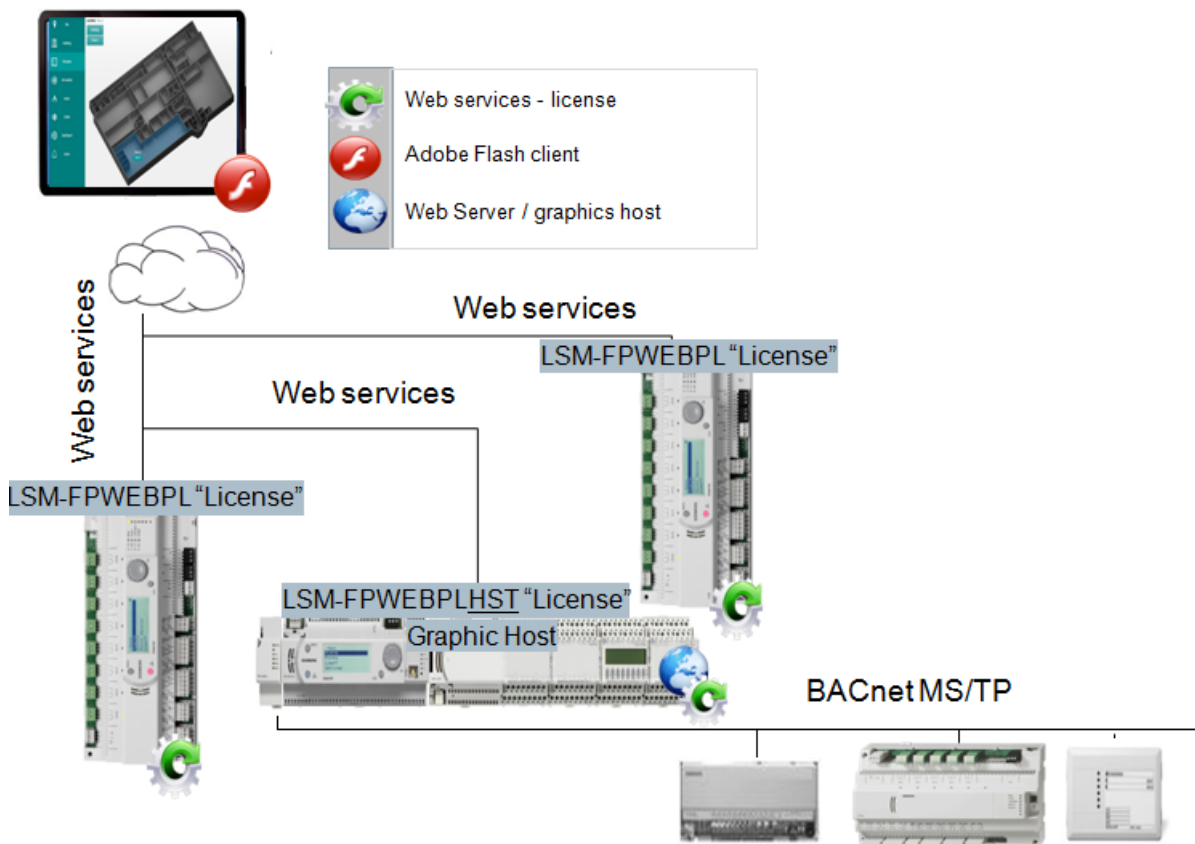 Web services - license
Adobe Flash client
Web Server / graphics host
Web services
Web services
LSM-FPWEBPL “License”
Web services
LSM-FPWEBPL “License”
LSM-FPWEBPLHST “License”
Graphic Host
BACnet MS/TP